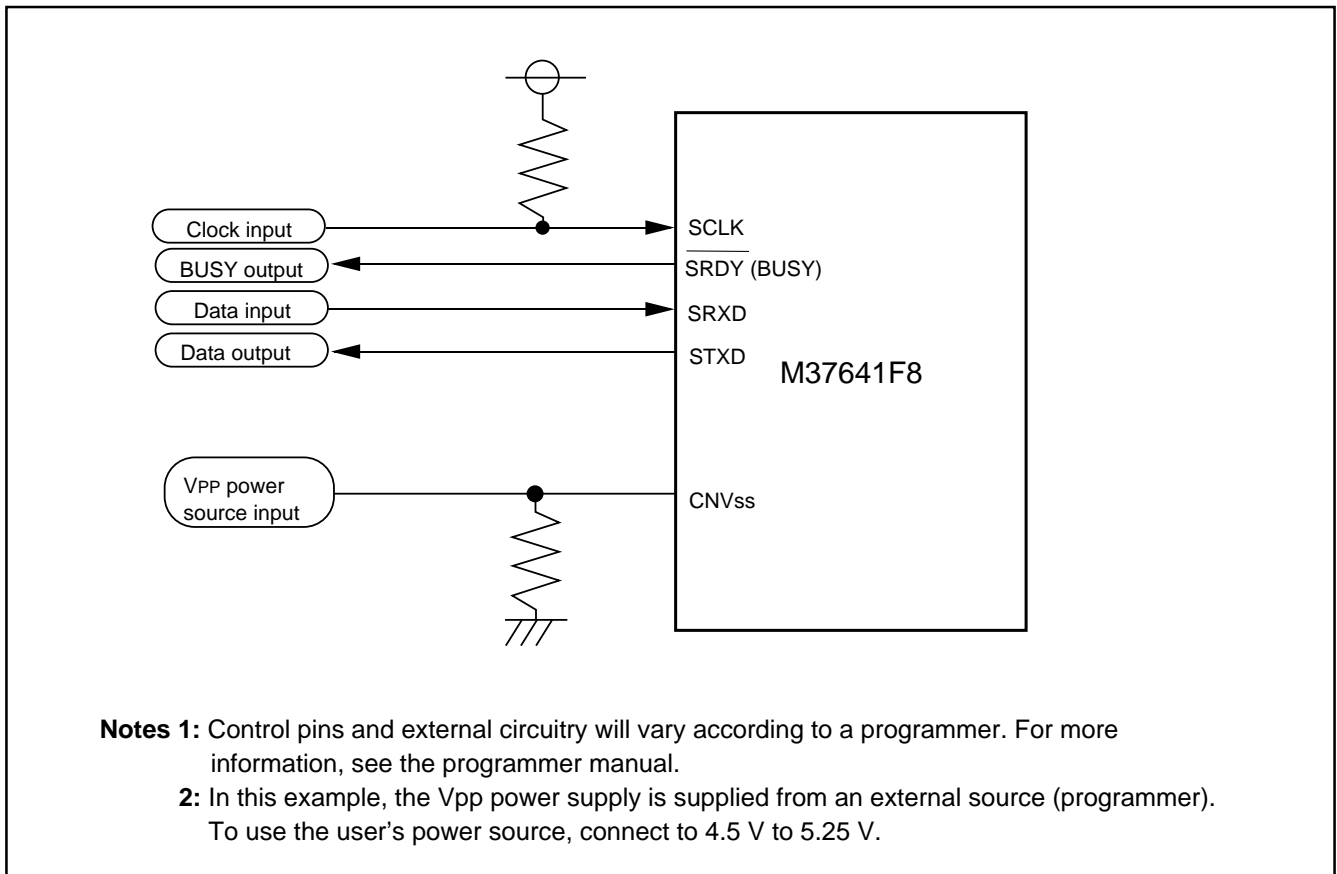 Clock input
SCLK
BUSY output
SRDY (BUSY)
Data input
SRXD
Data output
STXD
M37641F8
VPP power
source input
CNVss
Notes 1: Control pins and external circuitry will vary according to a programmer. For more
information, see the programmer manual.
2: In this example, the Vpp power supply is supplied from an external source (programmer).
To use the user's power source, connect to 4.5 V to 5.25 V.